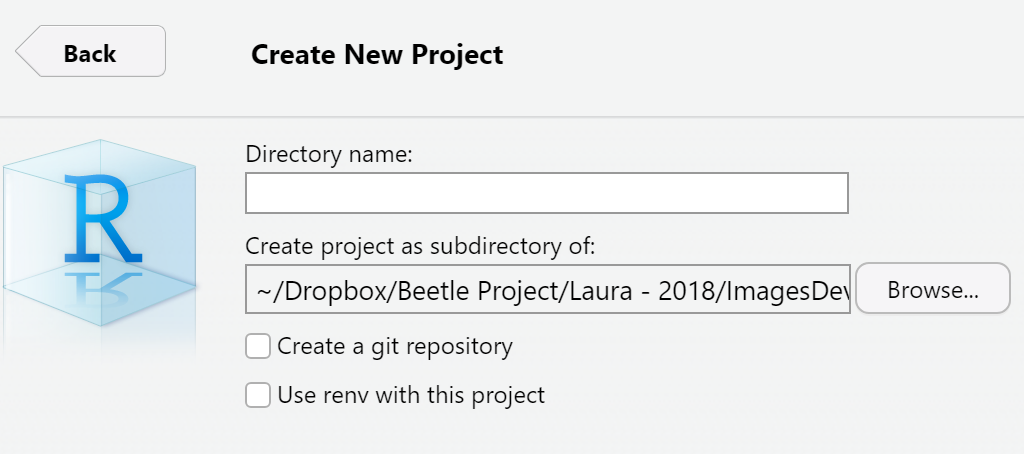 Back
Create New Project
R
Directory name:
Create project as subdirectory of:
~/Dropbox/Beetle Project/Laura - 2018/ImagesDev
Browse...
Create a git repository
Use renv with this project